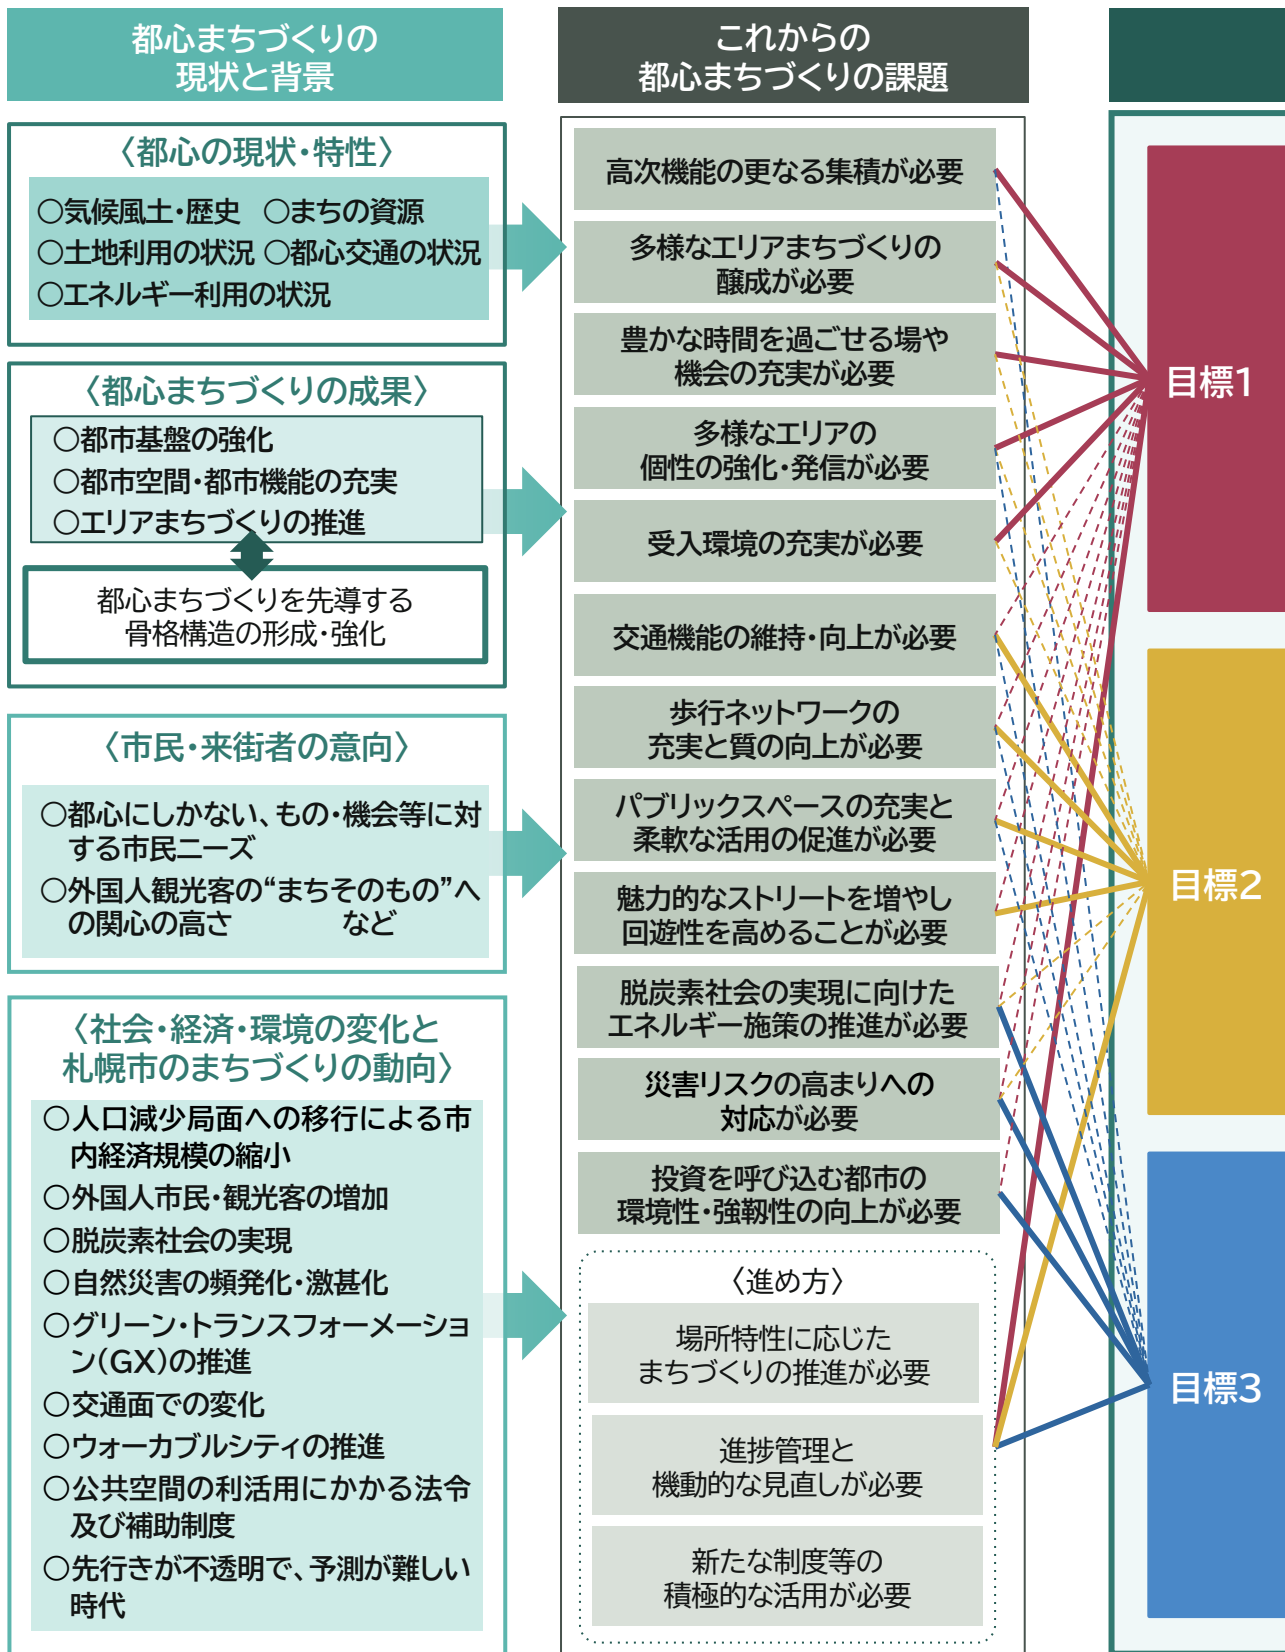 都心まちづくりの
現状と背景
〈都心の現状・特性〉
〇気候風土・歴史 〇まちの資源
〇土地利用の状況 〇都心交通の状況
〇エネルギー利用の状況
〈都心まちづくりの成果〉
〇都市基盤の強化
〇都市空間・都市機能の充実
〇エリアまちづくりの推進
都心まちづくりを先導する
骨格構造の形成・強化
〈市民・来街者の意向〉
〇都心にしかない、もの・機会等に対
する市民ニーズ
〇外国人観光客の“まちそのもの”へ
の関心の高さ など
〈社会・経済・環境の変化と
札幌市のまちづくりの動向〉
〇人口減少局面への移行による市
内経済規模の縮小
〇外国人市民・観光客の増加
〇脱炭素社会の実現
〇自然災害の頻発化・激甚化
〇グリーン・トランスフォーメーショ
ン(GX)の推進
〇交通面での変化
〇ウォーカブルシティの推進
〇公共空間の利活用にかかる法令
及び補助制度
〇先行きが不透明で、予測が難しい
時代
これからの
都心まちづくりの課題
高次機能の更なる集積が必要
多様なエリアまちづくりの
醸成が必要
豊かな時間を過ごせる場や
機会の充実が必要
多様なエリアの
個性の強化・発信が必要
受入環境の充実が必要
交通機能の維持・向上が必要
歩行ネットワークの
充実と質の向上が必要
パブリックスペースの充実と
柔軟な活用の促進が必要
魅力的なストリートを増やし
回遊性を高めることが必要
脱炭素社会の実現に向けた
エネルギー施策の推進が必要
災害リスクの高まりへの
対応が必要
投資を呼び込む都市の
環境性・強靱性の向上が必要
〈進め方〉
場所特性に応じた
まちづくりの推進が必要
進捗管理と
機動的な見直しが必要
新たな制度等の
積極的な活用が必要
目標1
目標2
目標3